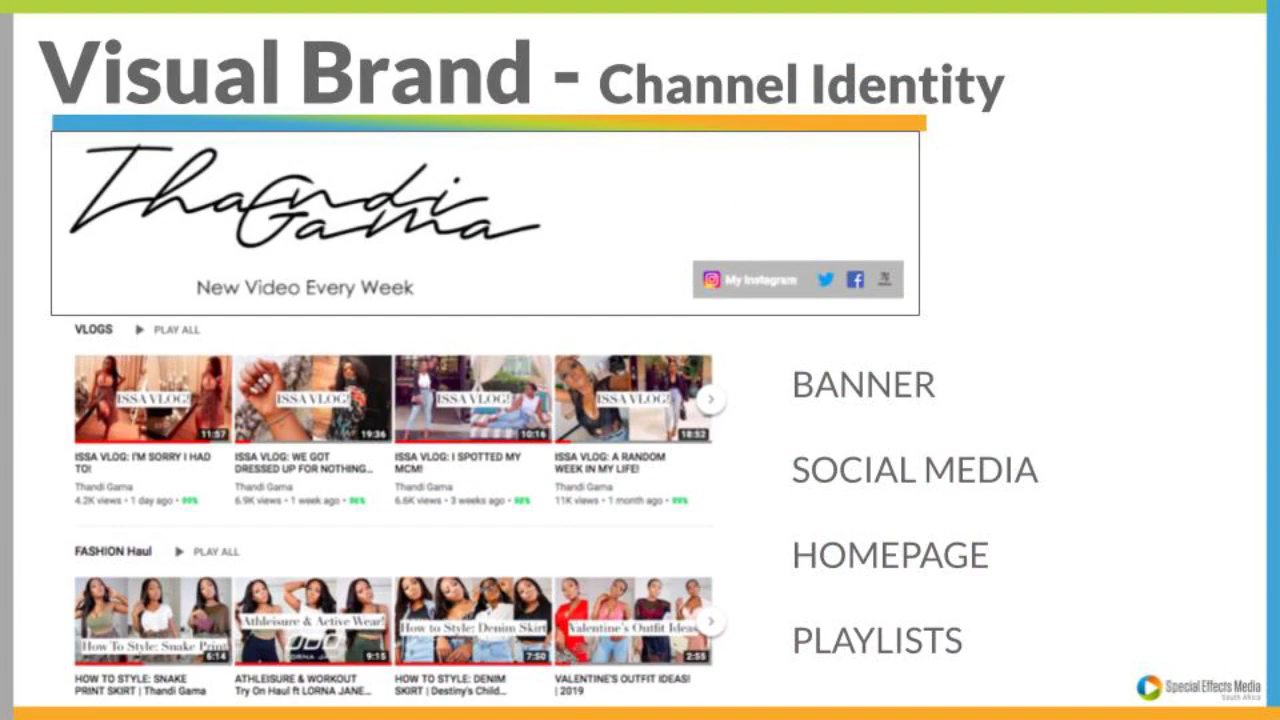 Visual Brand - Channel Identity
Thandi
Gama
New Video Every Week
My Instagram
VLOGS PLAY ALL
ISSA VLOG! ISSA VLOG! ISSA VLOG! ISSA VLOG!
11:57 19:36 10:16 18:52
ISSA VLOG: I'M SORRY I HAD TO!
ISSA VLOG: WE GOT DRESSED UP FOR NOTHING...
ISSA VLOG: I SPOTTED MY MCM!
ISSA VLOG: A RANDOM WEEK IN MY LIFE!
Thandi Gama Thandi Gama Thandi Gama Thandi Gama
4.2K views • 1 day ago • 99%
6.9K views • 1 week ago • 96%
6.6K views • 3 weeks ago • 98%
11K views • 1 month ago • 99%
FASHION Haul PLAY ALL
How To Style: Snake Print
Athleisure & Active Wear!
How to Style: Denim Skirt
Valentine's Outfit Ideas
6:14 9:15 7:50 2:55
HOW TO STYLE: SNAKE PRINT SKIRT | Thandi Gama
ATHLEISURE & WORKOUT Try On Haul ft LORNA JANE...
HOW TO STYLE: DENIM SKIRT | Destiny's Child...
VALENTINE'S OUTFIT IDEAS! | 2019
BANNER
SOCIAL MEDIA
HOMEPAGE
PLAYLISTS
Special Effects Media
South Africa